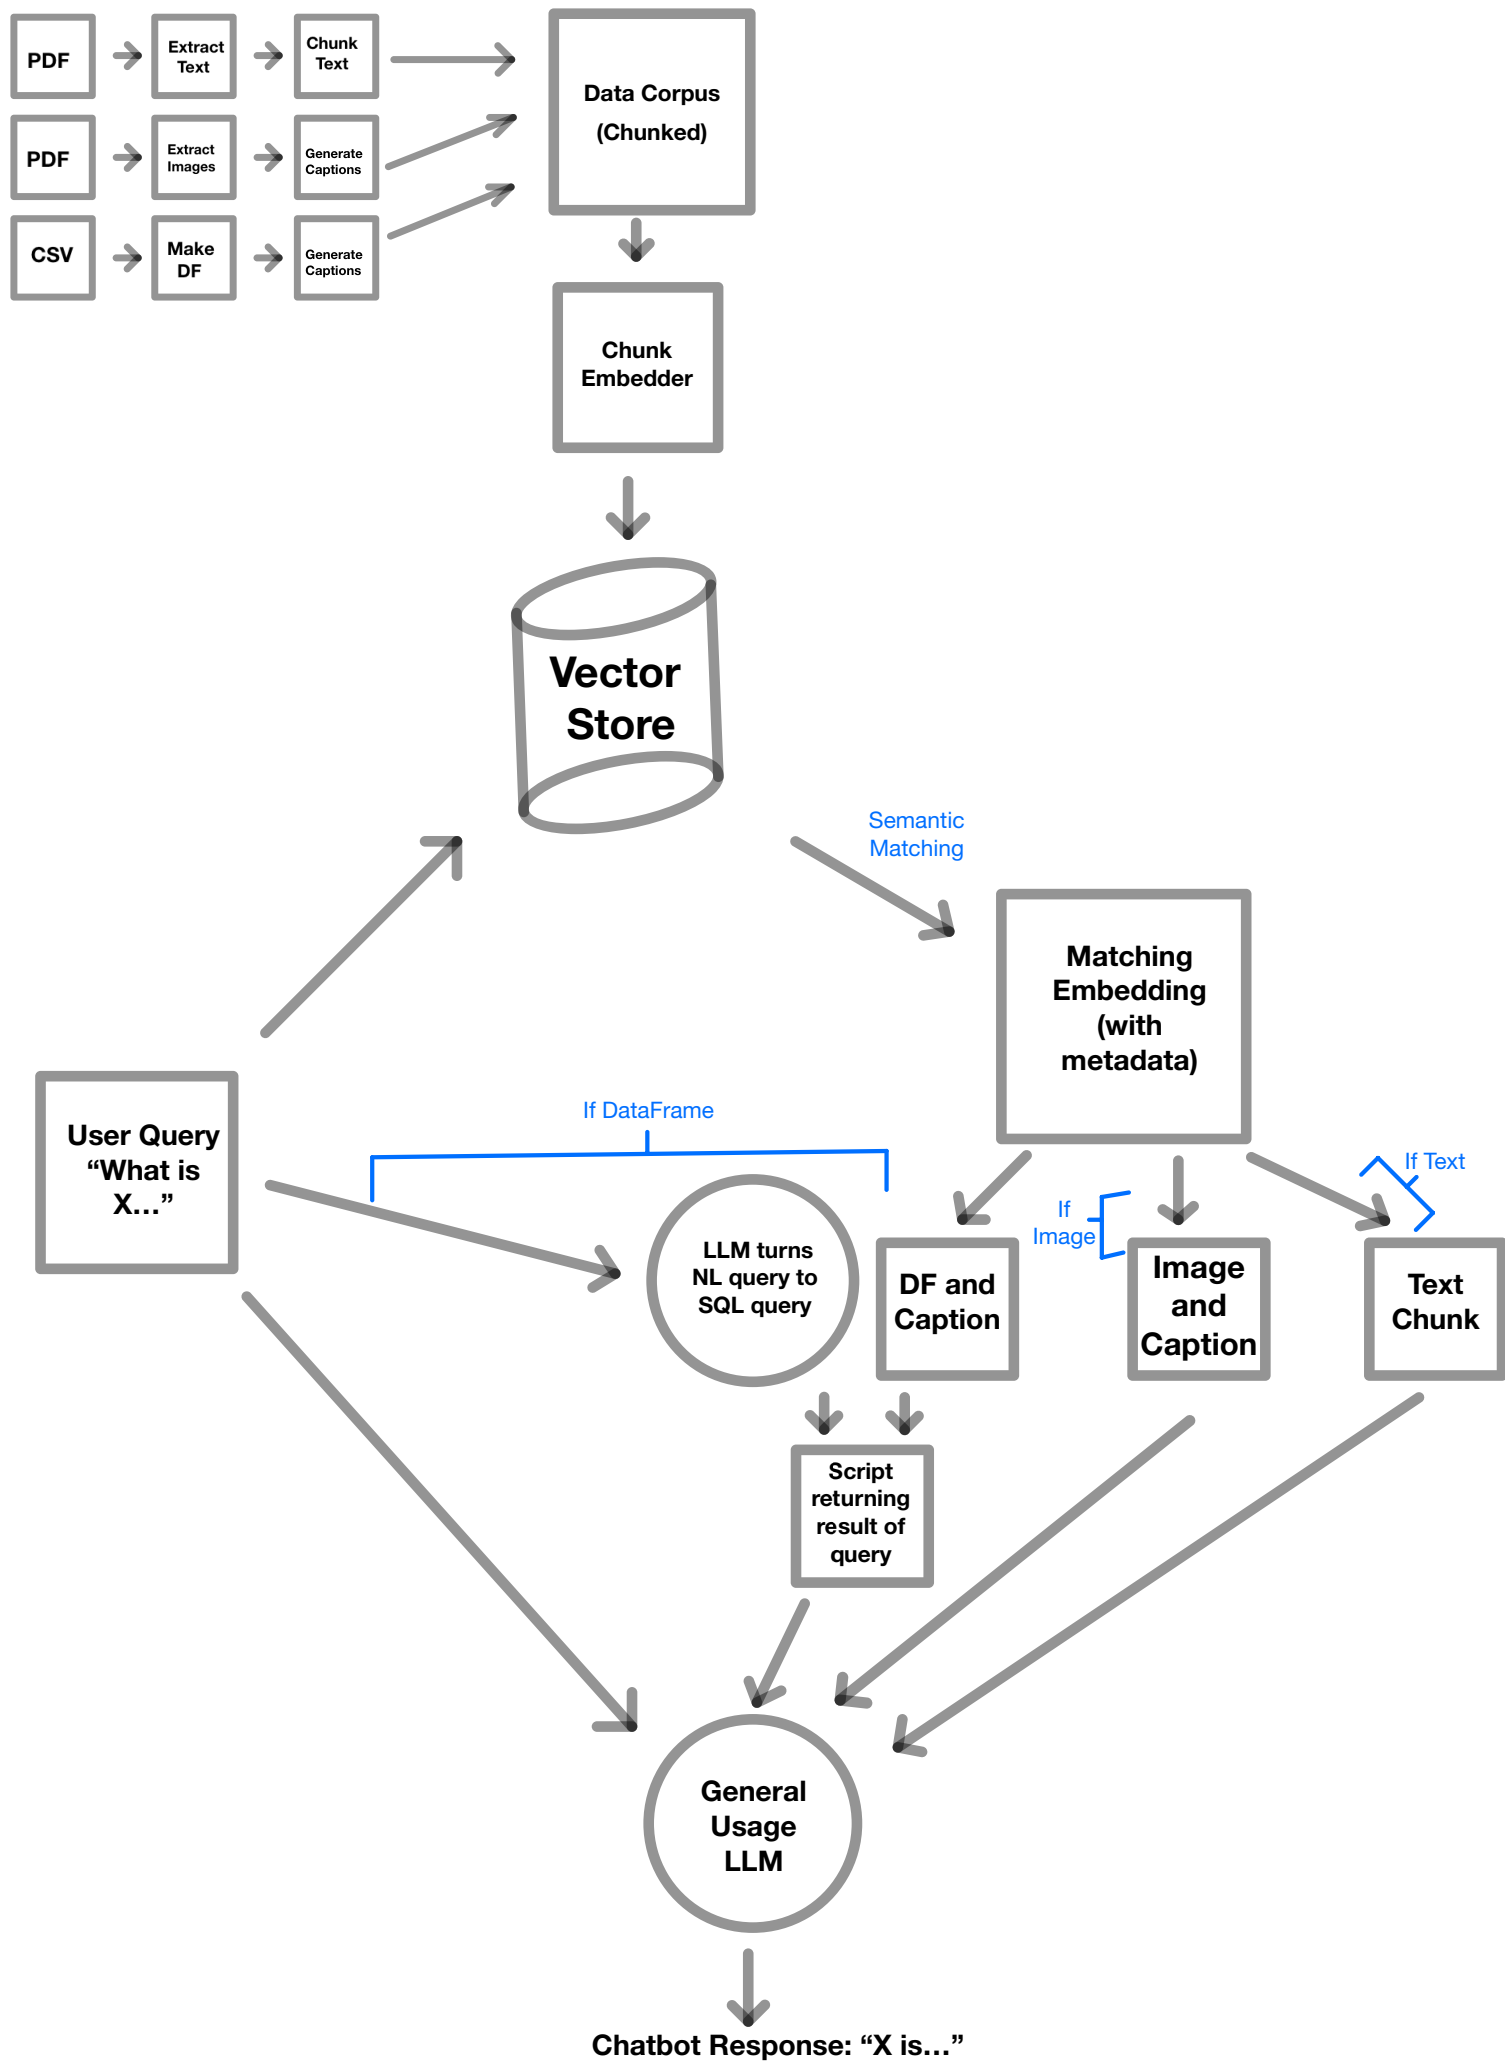 PDF
Extract
Text
Chunk
Text
PDF
Extract
Images
Generate
Captions
CSV
Make
DF
Generate
Captions
Data Corpus
(Chunked)
Chunk
Embedder
Vector
Store
Semantic
Matching
Matching
Embedding
(with
metadata)
User Query
“What is
X...”
If DataFrame
If
Image
If Text
LLM turns
NL query to
SQL query
DF and
Caption
Image
and
Caption
Text
Chunk
Script
returning
result of
query
General
Usage
LLM
Chatbot Response: “X is...”